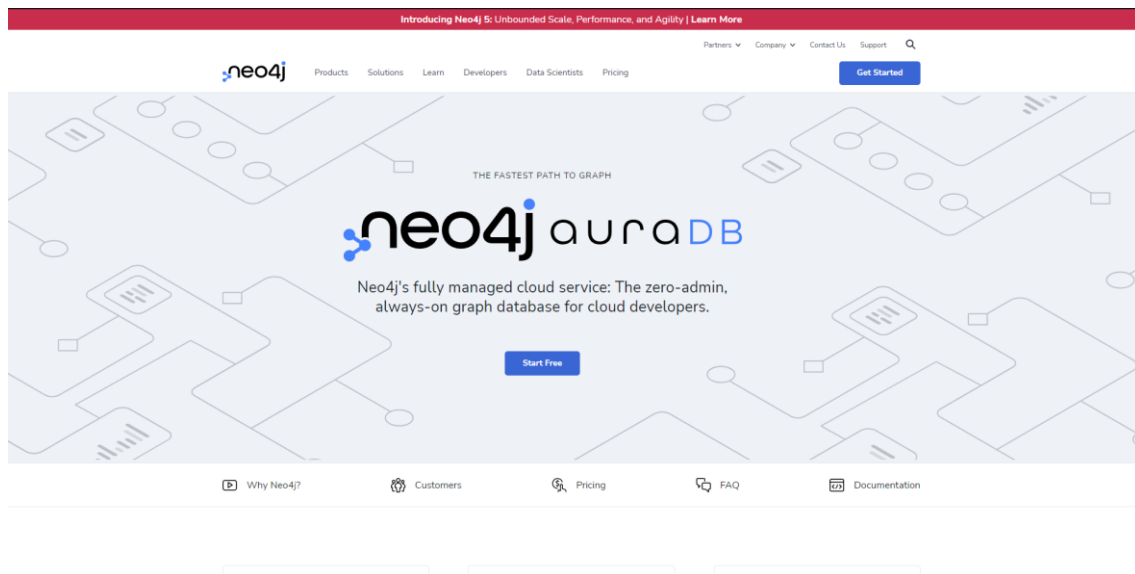 Introducing Neo4j 5: Unbounded Scale, Performance, and Agility | Learn More
Partners Company Contact Us Support
neo4j Products Solutions Learn Developers Data Scientists Pricing Get Started
THE FASTEST PATH TO GRAPH
neo4j auraDB
Neo4j's fully managed cloud service: The zero-admin,
always-on graph database for cloud developers.
Start Free
Why Neo4j? Customers Pricing FAQ Documentation